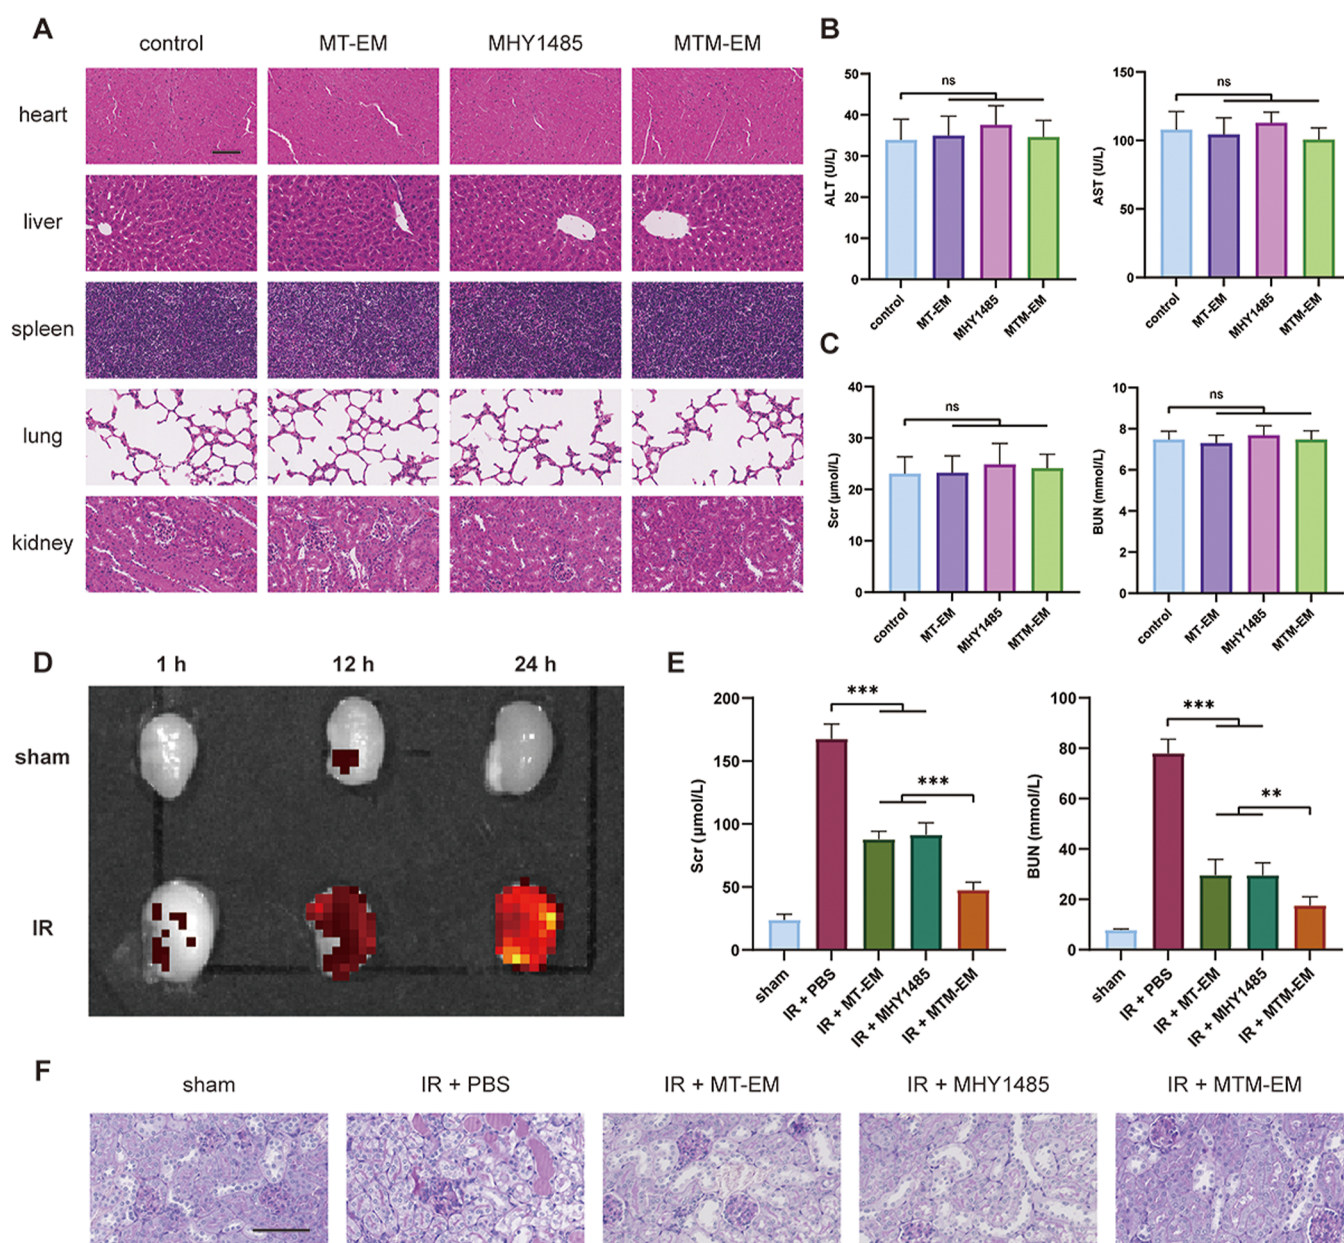 A
control MT-EM MHY1485 MTM-EM
heart
liver
spleen
lung
kidney
B
50
40
30
20
10
0
ALT (U/L)
ns
control MT-EM MHY1485 MTM-EM
150
100
50
0
AST (U/L)
ns
control MT-EM MHY1485 MTM-EM
C
40
30
20
10
0
Scr (µmol/L)
ns
control MT-EM MHY1485 MTM-EM
10
8
6
4
2
0
BUN (mmol/L)
ns
control MT-EM MHY1485 MTM-EM
D
1 h 12 h 24 h
sham
IR
E
200
150
100
50
0
Scr (µmol/L)
***
***
sham IR + PBS IR + MT-EM IR + MHY1485 IR + MTM-EM
100
80
60
40
20
0
BUN (mmol/L)
***
**
sham IR + PBS IR + MT-EM IR + MHY1485 IR + MTM-EM
F
sham IR + PBS IR + MT-EM IR + MHY1485 IR + MTM-EM